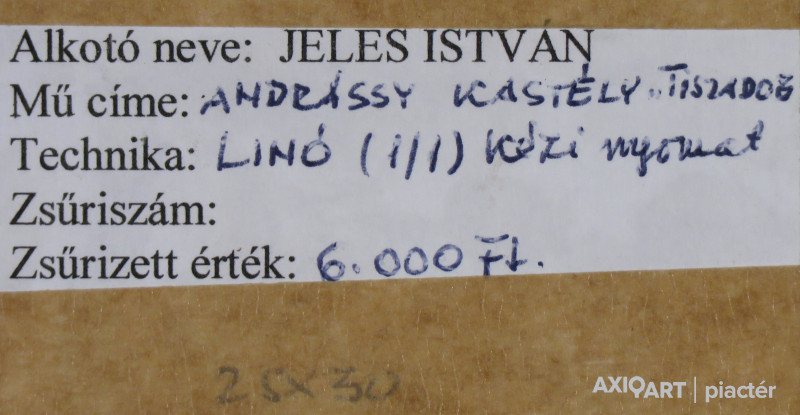 Alkotó neve: JELES ISTVÁN
Mű címe: ANDRÁSSY KASTÉLY. TISZADOB
Technika: LINÓ (1/1) Kézi nyomat
Zsűriszám:
Zsűrizett érték: 6.000 Ft.
25x30
AXIOART | piactér